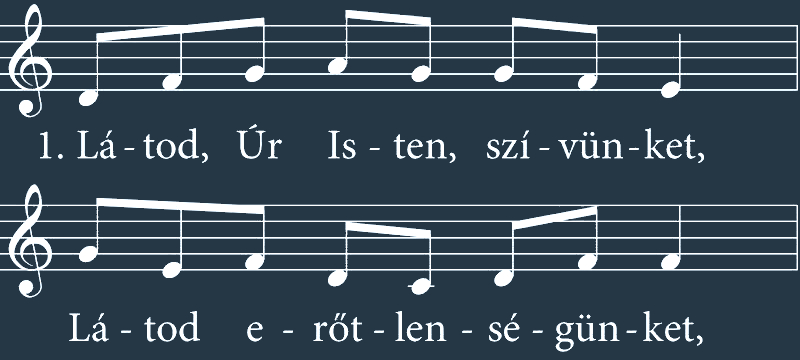 1. Lá - tod, Úr Is - ten, szí - vün - ket,
Lá - tod e - rőt - len - sé - gün - ket,